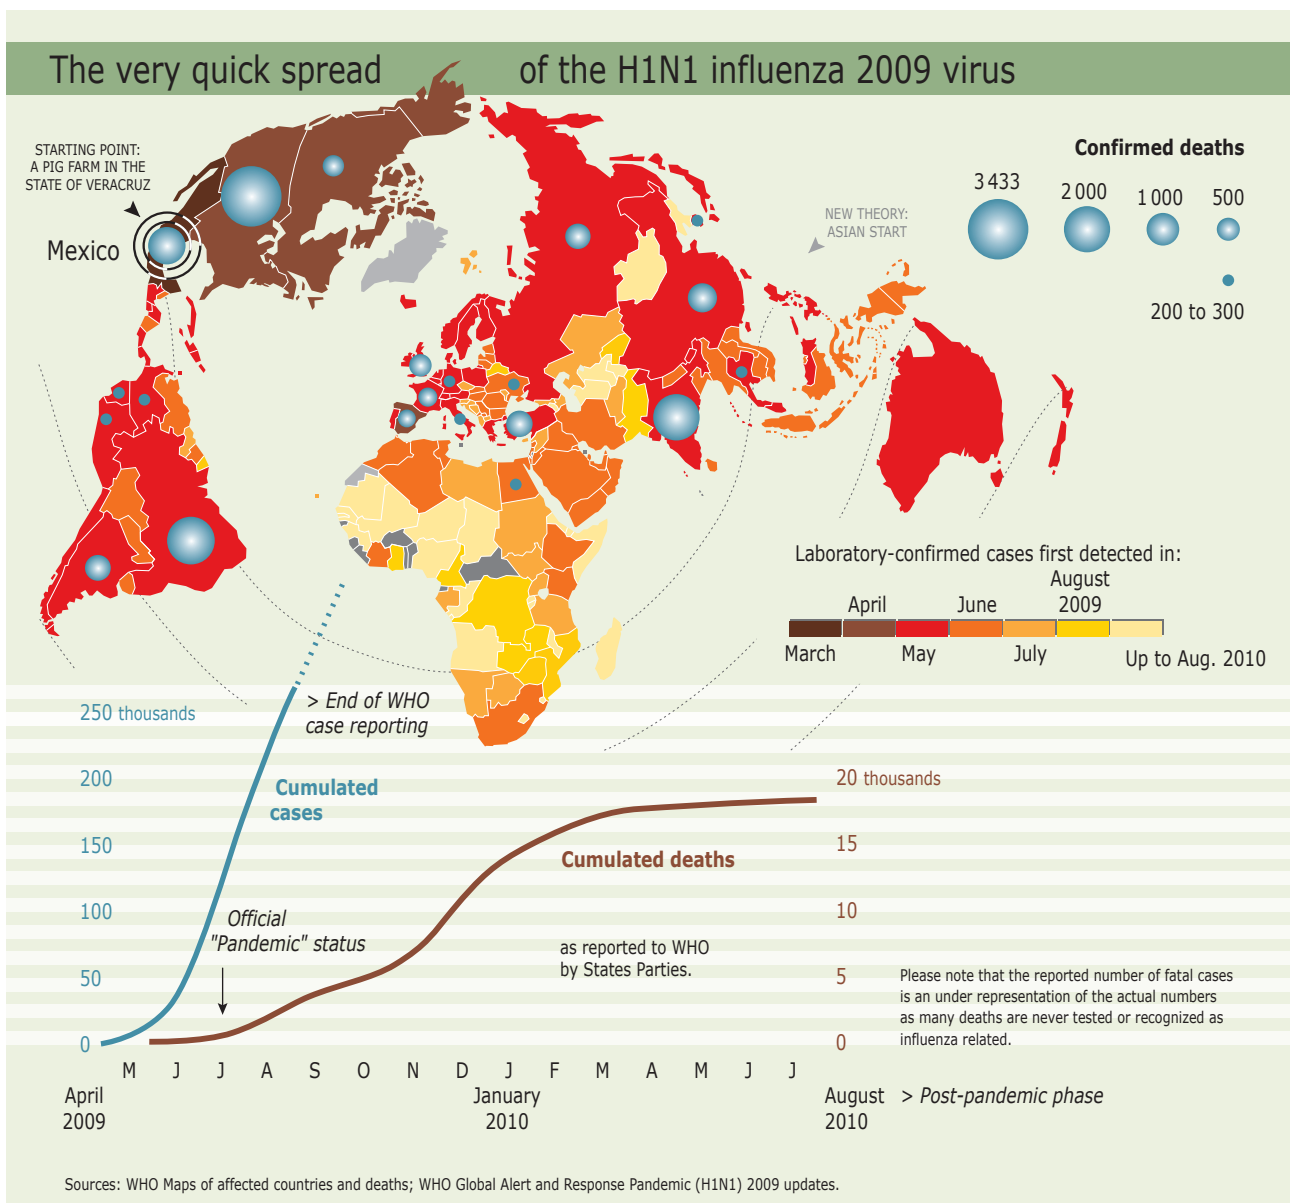 The very quick spread of the H1N1 influenza 2009 virus
STARTING POINT:
A PIG FARM IN THE
STATE OF VERACRUZ
Mexico
NEW THEORY:
ASIAN START
Confirmed deaths
3 433
2 000
1 000
500
200 to 300
Laboratory-confirmed cases first detected in:
March
April
May
June
July
August
2009
Up to Aug. 2010
250 thousands
200
150
100
50
0
> End of WHO
case reporting
Cumulated
cases
Official
"Pandemic" status
Cumulated deaths
as reported to WHO
by States Parties.
20 thousands
15
10
5
0
Please note that the reported number of fatal cases
is an under representation of the actual numbers
as many deaths are never tested or recognized as
influenza related.
M J J A S O N D J F M A M J J
April
2009
January
2010
August
2010
> Post-pandemic phase
Sources: WHO Maps of affected countries and deaths; WHO Global Alert and Response Pandemic (H1N1) 2009 updates.